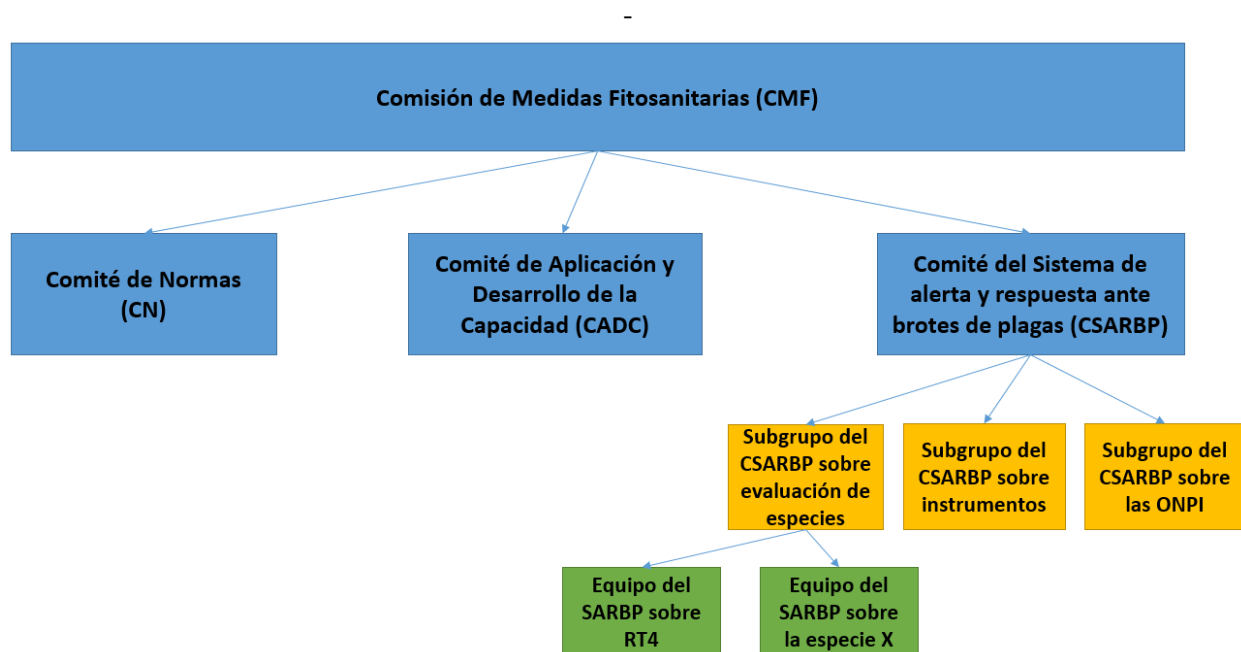 -
Comisión de Medidas Fitosanitarias (CMF)
Comité de Normas
(CN)
Comité de Aplicación y
Desarrollo de la
Capacidad (CADC)
Comité del Sistema de
alerta y respuesta ante
brotes de plagas (CSARBP)
Subgrupo del
CSARBP sobre
evaluación de
especies
Subgrupo del
CSARBP sobre
instrumentos
Subgrupo del
CSARBP sobre
las ONPI
Equipo del
SARBP sobre
RT4
Equipo del
SARBP sobre
la especie X